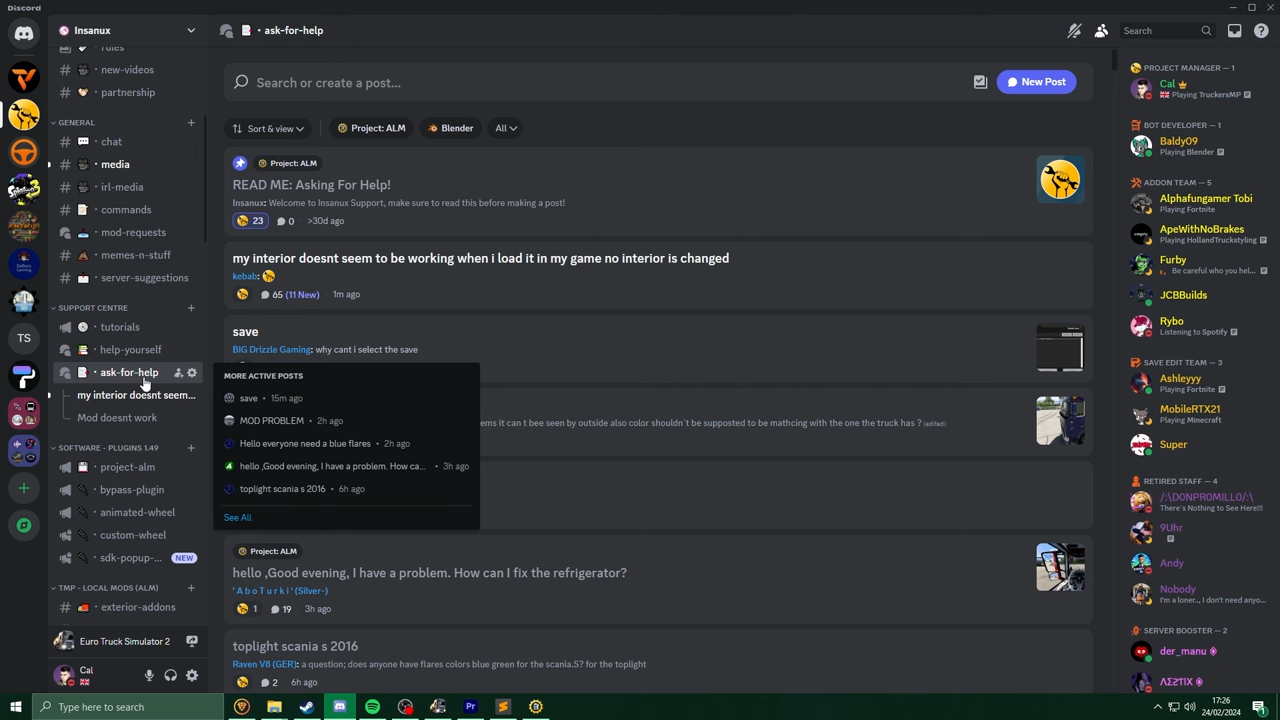 Discord
Insanux
ask-for-help
Search
rules
new-videos
partnership
GENERAL
chat
media
irl-media
commands
mod-requests
memes-n-stuff
server-suggestions
SUPPORT CENTRE
tutorials
help-yourself
ask-for-help
my interior doesnt seem...
Mod doesnt work
SOFTWARE - PLUGINS 1.49
project-alm
bypass-plugin
animated-wheel
custom-wheel
sdk-popup-... NEW
TMP - LOCAL MODS (ALM)
exterior-addons
TS
Euro Truck Simulator 2
Cal
Search or create a post...
New Post
Sort & view
Project: ALM
Blender
All
Project: ALM
READ ME: Asking For Help!
Insanux: Welcome to Insanux Support, make sure to read this before making a post!
23 0 >30d ago
my interior doesnt seem to be working when i load it in my game no interior is changed
kebab:
65 (11 New) 1m ago
save
BIG Drizzle Gaming: why cant i select the save
MORE ACTIVE POSTS
save • 15m ago
MOD PROBLEM • 2h ago
Hello everyone need a blue flares • 2h ago
hello ,Good evening, I have a problem. How ca... • 3h ago
toplight scania s 2016 • 6h ago
See All
ems it can t bee seen by outside also color shouldn`t be supposted to be mathcing with the one the truck has ? (edited)
Project: ALM
hello ,Good evening, I have a problem. How can I fix the refrigerator?
' A b o T u r k i ' (Silver-)
1 19 3h ago
toplight scania s 2016
Raven V8 (GER): a question; does anyone have flares colors blue green for the scania.S? for the toplight
2 6h ago
PROJECT MANAGER — 1
Cal
Playing TruckersMP
BOT DEVELOPER — 1
Baldy09
Playing Blender
ADDON TEAM — 5
Alphafungamer Tobi
Playing Fortnite
ApeWithNoBrakes
Playing HollandTruckstyling
Furby
Be careful who you hel...
JCBBuilds
Rybo
Listening to Spotify
SAVE EDIT TEAM — 3
Ashleyyy
Playing Fortnite
MobileRTX21
Playing Minecraft
Super
RETIRED STAFF — 4
/:\DONPROMILLO/:\
There's Nothing to See Here!!!
9Uhr
Andy
Nobody
I'm a loner.., I don't need anyo...
SERVER BOOSTER — 2
der_manu
ΛΣΣTIX
Type here to search
17:26
24/02/2024